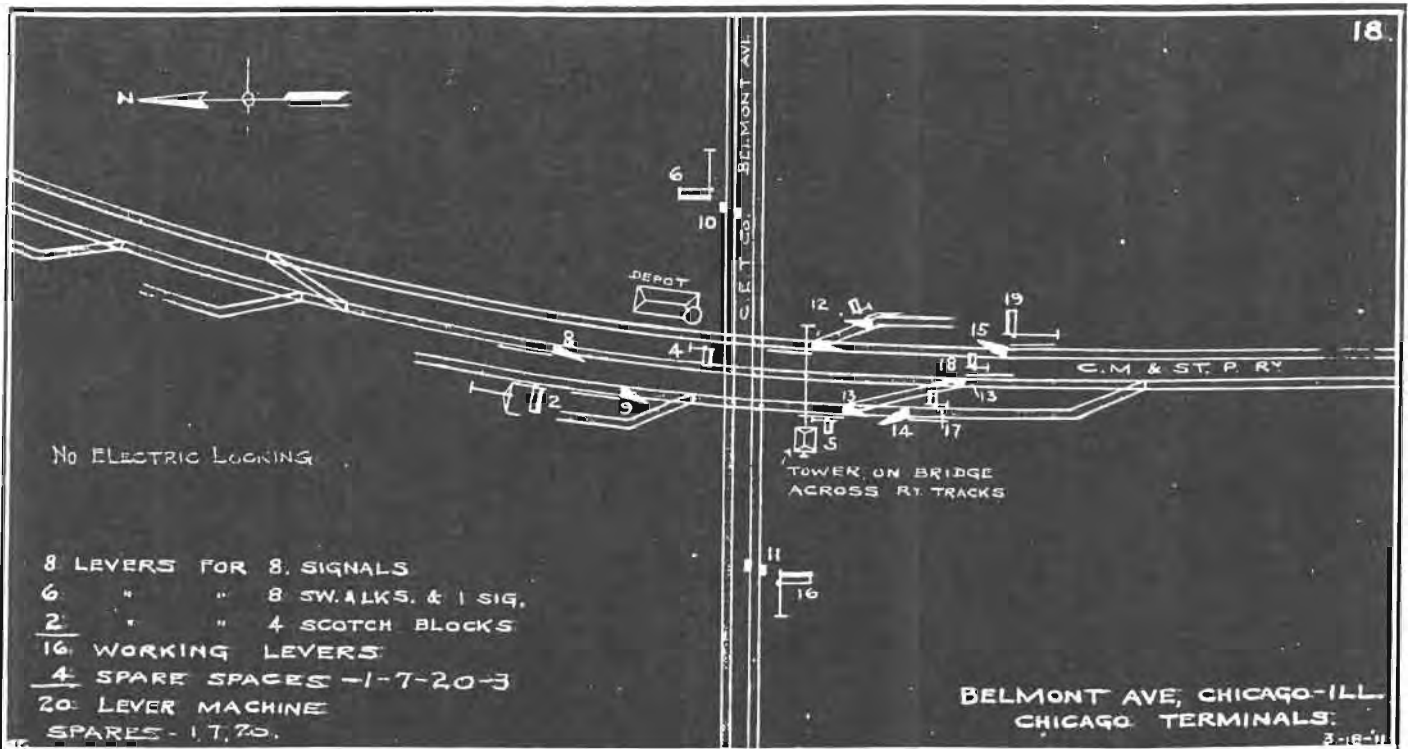 18.
N
BELMONT AVE.
C. E. T. CO.
6
10
DEPOT
12
19
8
4
15
18
C.M & ST. P. RY
2
9
13
13
5
14
17
TOWER ON BRIDGE
ACROSS RY. TRACKS
NO ELECTRIC LOCKING
11
16
8 LEVERS FOR 8. SIGNALS
6 " " 8 SW. & LKS. & 1 SIG.
2 " " 4 SCOTCH BLOCKS
16 WORKING LEVERS
4 SPARE SPACES -1-7-20-3
20 LEVER MACHINE
SPARES - 1, 7, 20.
BELMONT AVE, CHICAGO-ILL.
CHICAGO TERMINALS.
3-18-'11